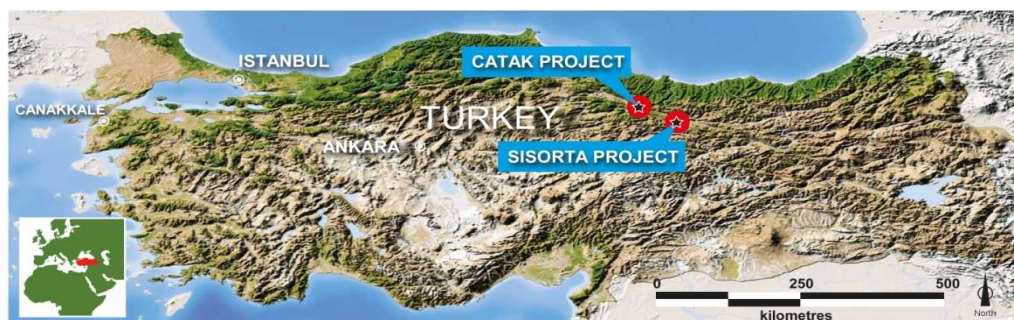 ISTANBUL
CATAK PROJECT
CANAKKALE
TURKEY
ANKARA
SISORTA PROJECT
0 250 500
kilometres
North